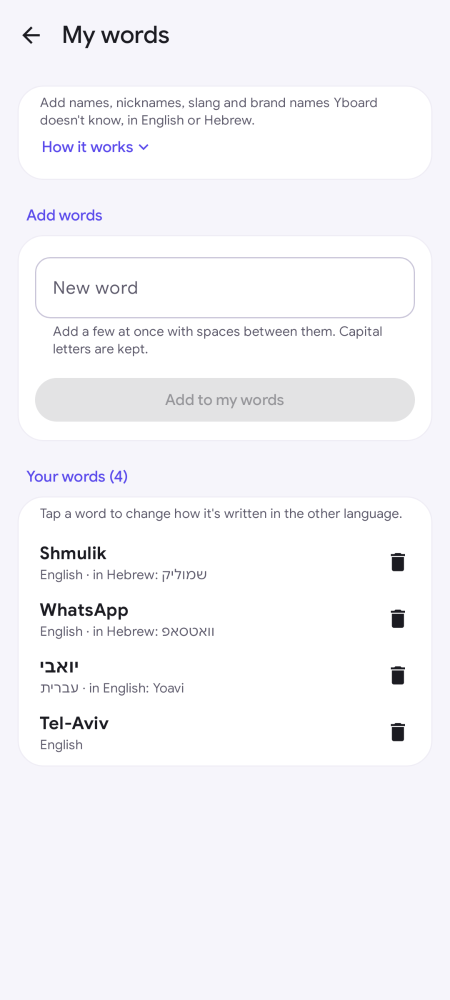 My words
Add names, nicknames, slang and brand names Yboard
doesn't know, in English or Hebrew.
How it works
Add words
New word
Add a few at once with spaces between them. Capital
letters are kept.
Add to my words
Your words (4)
Tap a word to change how it's written in the other language.
Shmulik
English · in Hebrew: שמוליק
WhatsApp
English · in Hebrew: וואטסאפ
יואבי
עברית · in English: Yoavi
Tel-Aviv
English